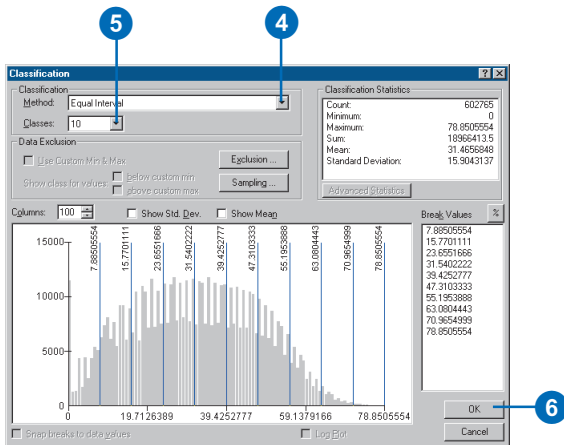 5
4
Classification
Classification
Method: Equal Interval
Classes: 10
Data Exclusion
Use Custom Min & Max
Exclusion ...
Show class for values:
below custom min
above custom max
Sampling ...
Classification Statistics
Count: 602765
Minimum: 0
Maximum: 78.8505554
Sum: 18966413.5
Mean: 31.4656848
Standard Deviation: 15.9043137
Advanced Statistics
Columns: 100
Show Std. Dev.
Show Mean
Break Values
%
15000
10000
5000
0
7.88505554
15.7701111
23.6551666
31.5402222
39.4252777
47.3103333
55.1953888
63.0804443
70.9654999
78.8505554
0
19.7126389
39.4252777
59.1379166
78.8505554
7.88505554
15.7701111
23.6551666
31.5402222
39.4252777
47.3103333
55.1953888
63.0804443
70.9654999
78.8505554
OK
6
Cancel
Snap breaks to data values
Log Plot